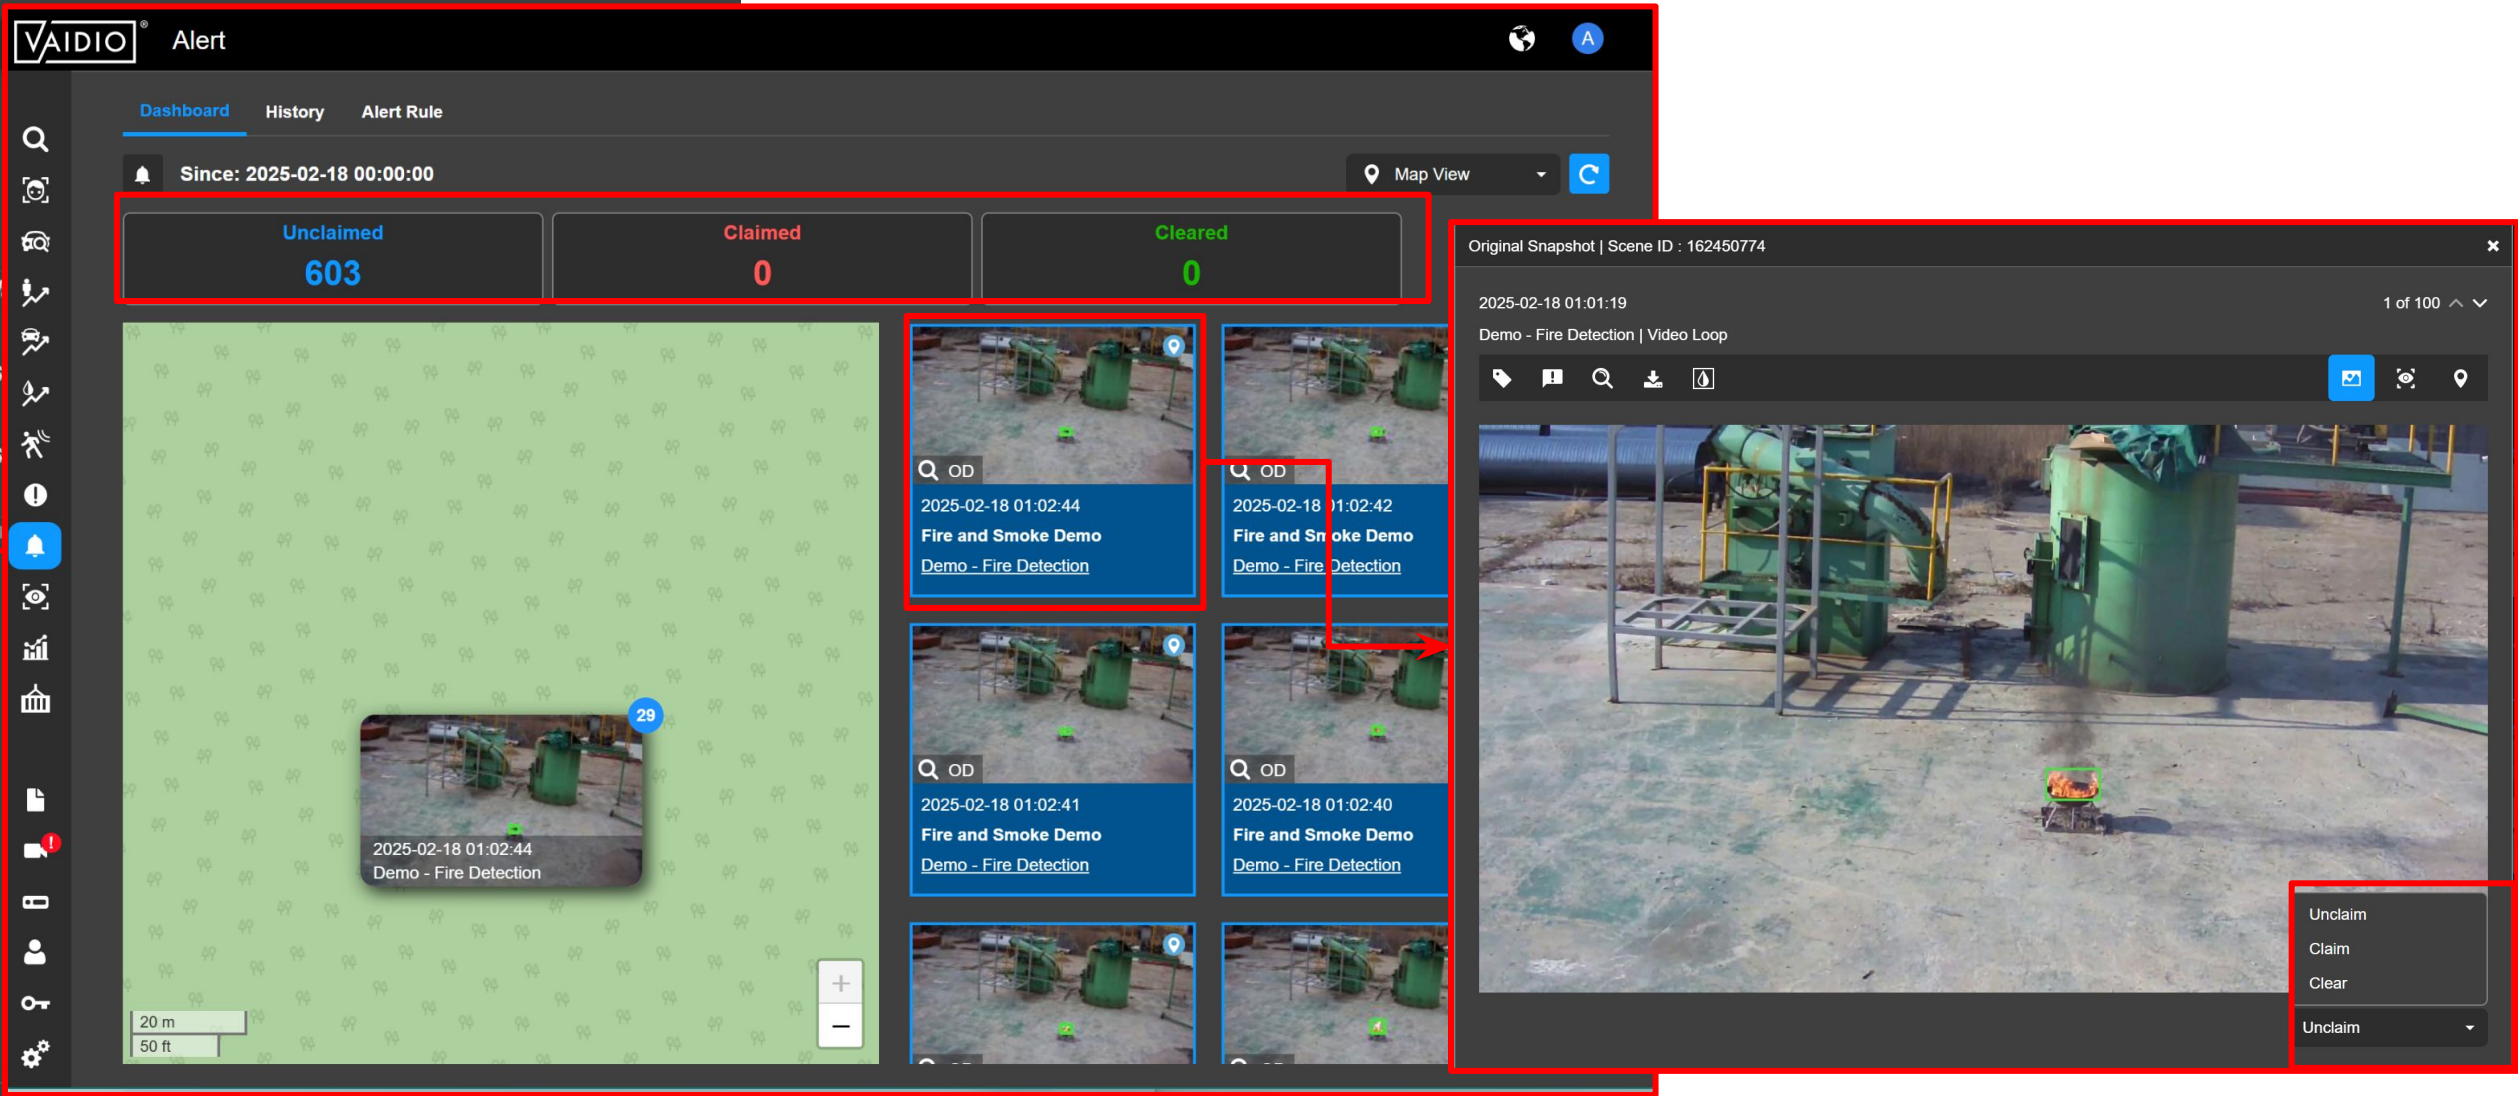 VAIDIO® Alert
A
Dashboard History Alert Rule
Since: 2025-02-18 00:00:00
Map View
Unclaimed
603
Claimed
0
Cleared
0
29
2025-02-18 01:02:44
Demo - Fire Detection
20 m
50 ft
OD
2025-02-18 01:02:44
Fire and Smoke Demo
Demo - Fire Detection
OD
2025-02-18 01:02:42
Fire and Smoke Demo
Demo - Fire Detection
OD
2025-02-18 01:02:41
Fire and Smoke Demo
Demo - Fire Detection
OD
2025-02-18 01:02:40
Fire and Smoke Demo
Demo - Fire Detection
Original Snapshot | Scene ID : 162450774
2025-02-18 01:01:19
1 of 100
Demo - Fire Detection | Video Loop
Unclaim
Claim
Clear
Unclaim